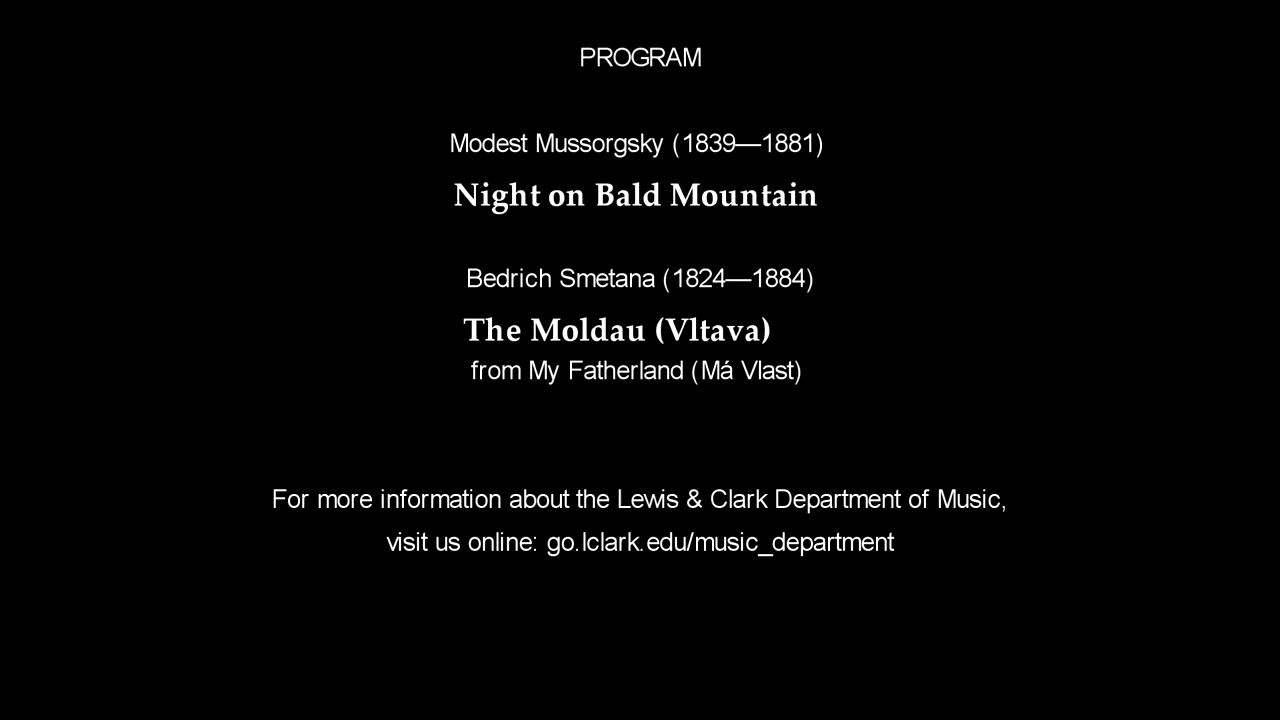 PROGRAM
Modest Mussorgsky (1839—1881)
Night on Bald Mountain
Bedrich Smetana (1824—1884)
The Moldau (Vltava)
from My Fatherland (Má Vlast)
For more information about the Lewis & Clark Department of Music,
visit us online: go.lclark.edu/music_department